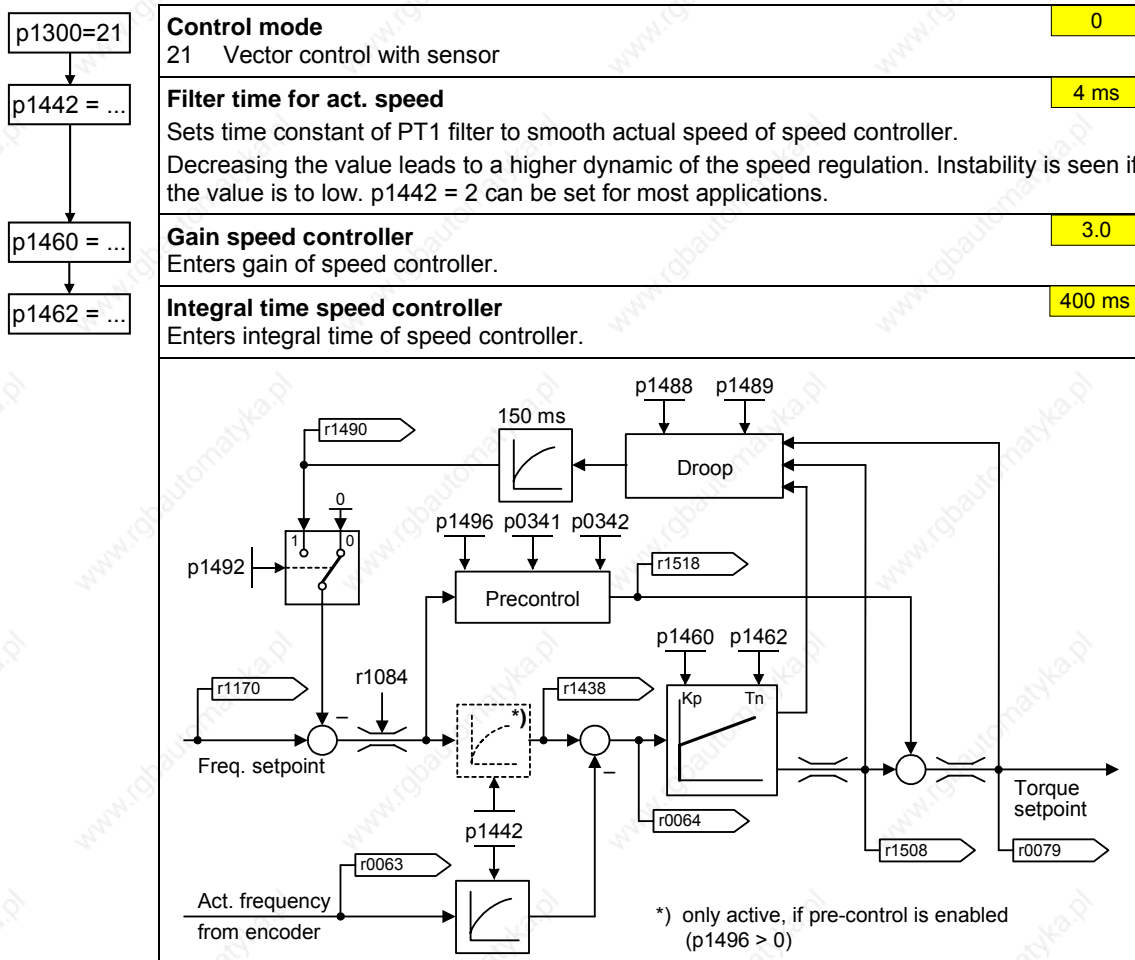 p1300=21
Control mode
0
21 Vector control with sensor
p1442 = ...
Filter time for act. speed
4 ms
Sets time constant of PT1 filter to smooth actual speed of speed controller.
Decreasing the value leads to a higher dynamic of the speed regulation. Instability is seen if
the value is to low. p1442 = 2 can be set for most applications.
p1460 = ...
Gain speed controller
3.0
Enters gain of speed controller.
p1462 = ...
Integral time speed controller
400 ms
Enters integral time of speed controller.
p1488 p1489
150 ms
r1490
Droop
0
1 0
p1492
p1496 p0341 p0342
r1518
Precontrol
p1460 p1462
r1170
r1084
r1438
Kp Tn
*)
–
Freq. setpoint
–
Torque
setpoint
p1442
r0064
r0063
r1508
r0079
Act. frequency
from encoder
*) only active, if pre-control is enabled
(p1496 > 0)
www.rgbautomatyka.pl